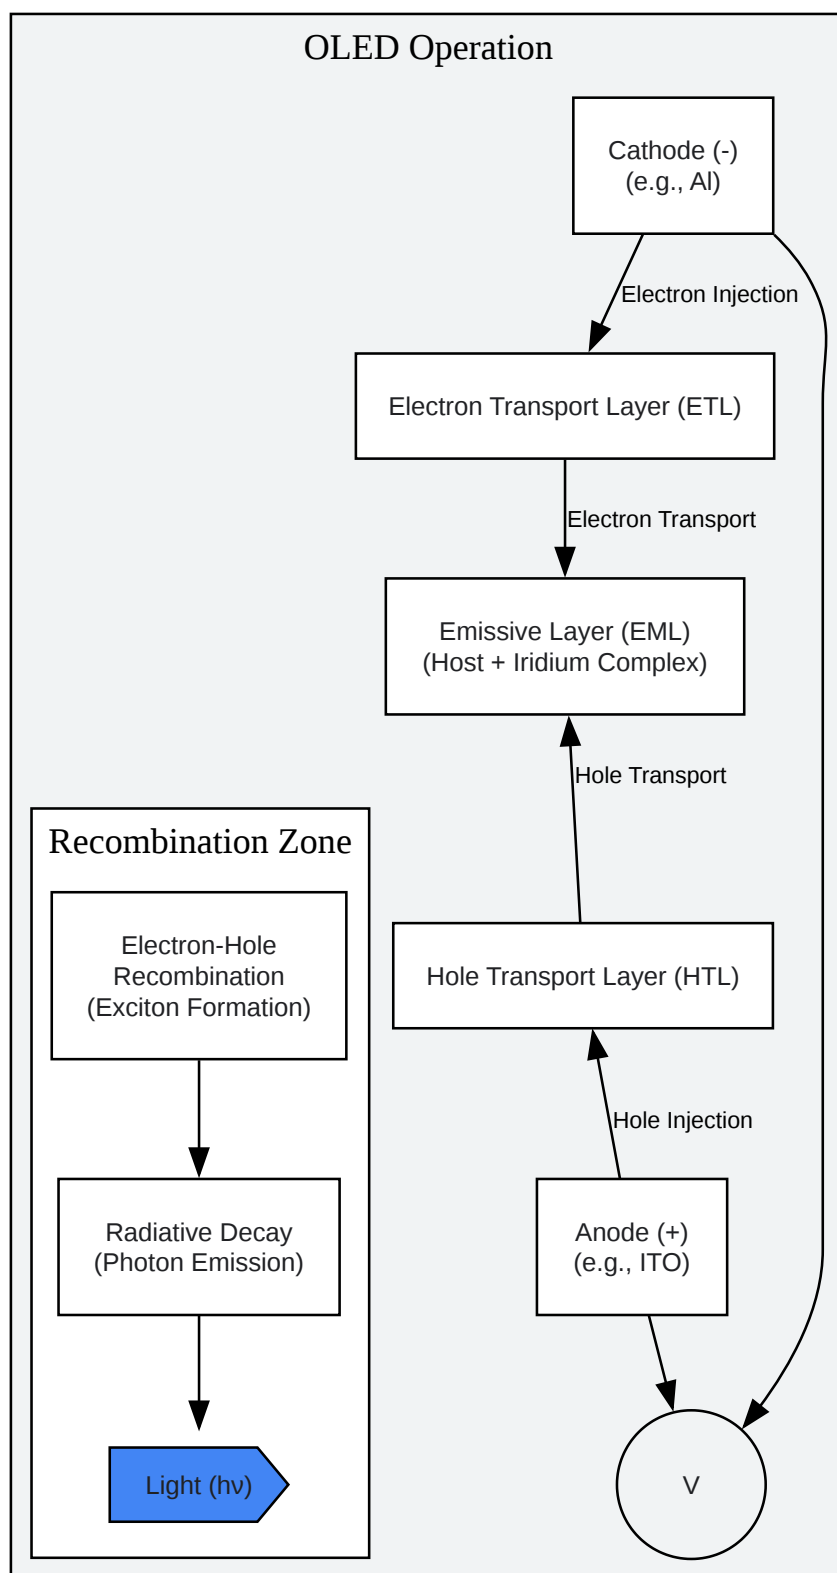 OLED Operation
Cathode (-)
(e.g., Al)
Electron Injection
Electron Transport Layer (ETL)
Electron Transport
Emissive Layer (EML)
(Host + Iridium Complex)
Hole Transport
Recombination Zone
Electron-Hole
Recombination
(Exciton Formation)
Hole Transport Layer (HTL)
Hole Injection
Radiative Decay
(Photon Emission)
Anode (+)
(e.g., ITO)
Light (hν)
V